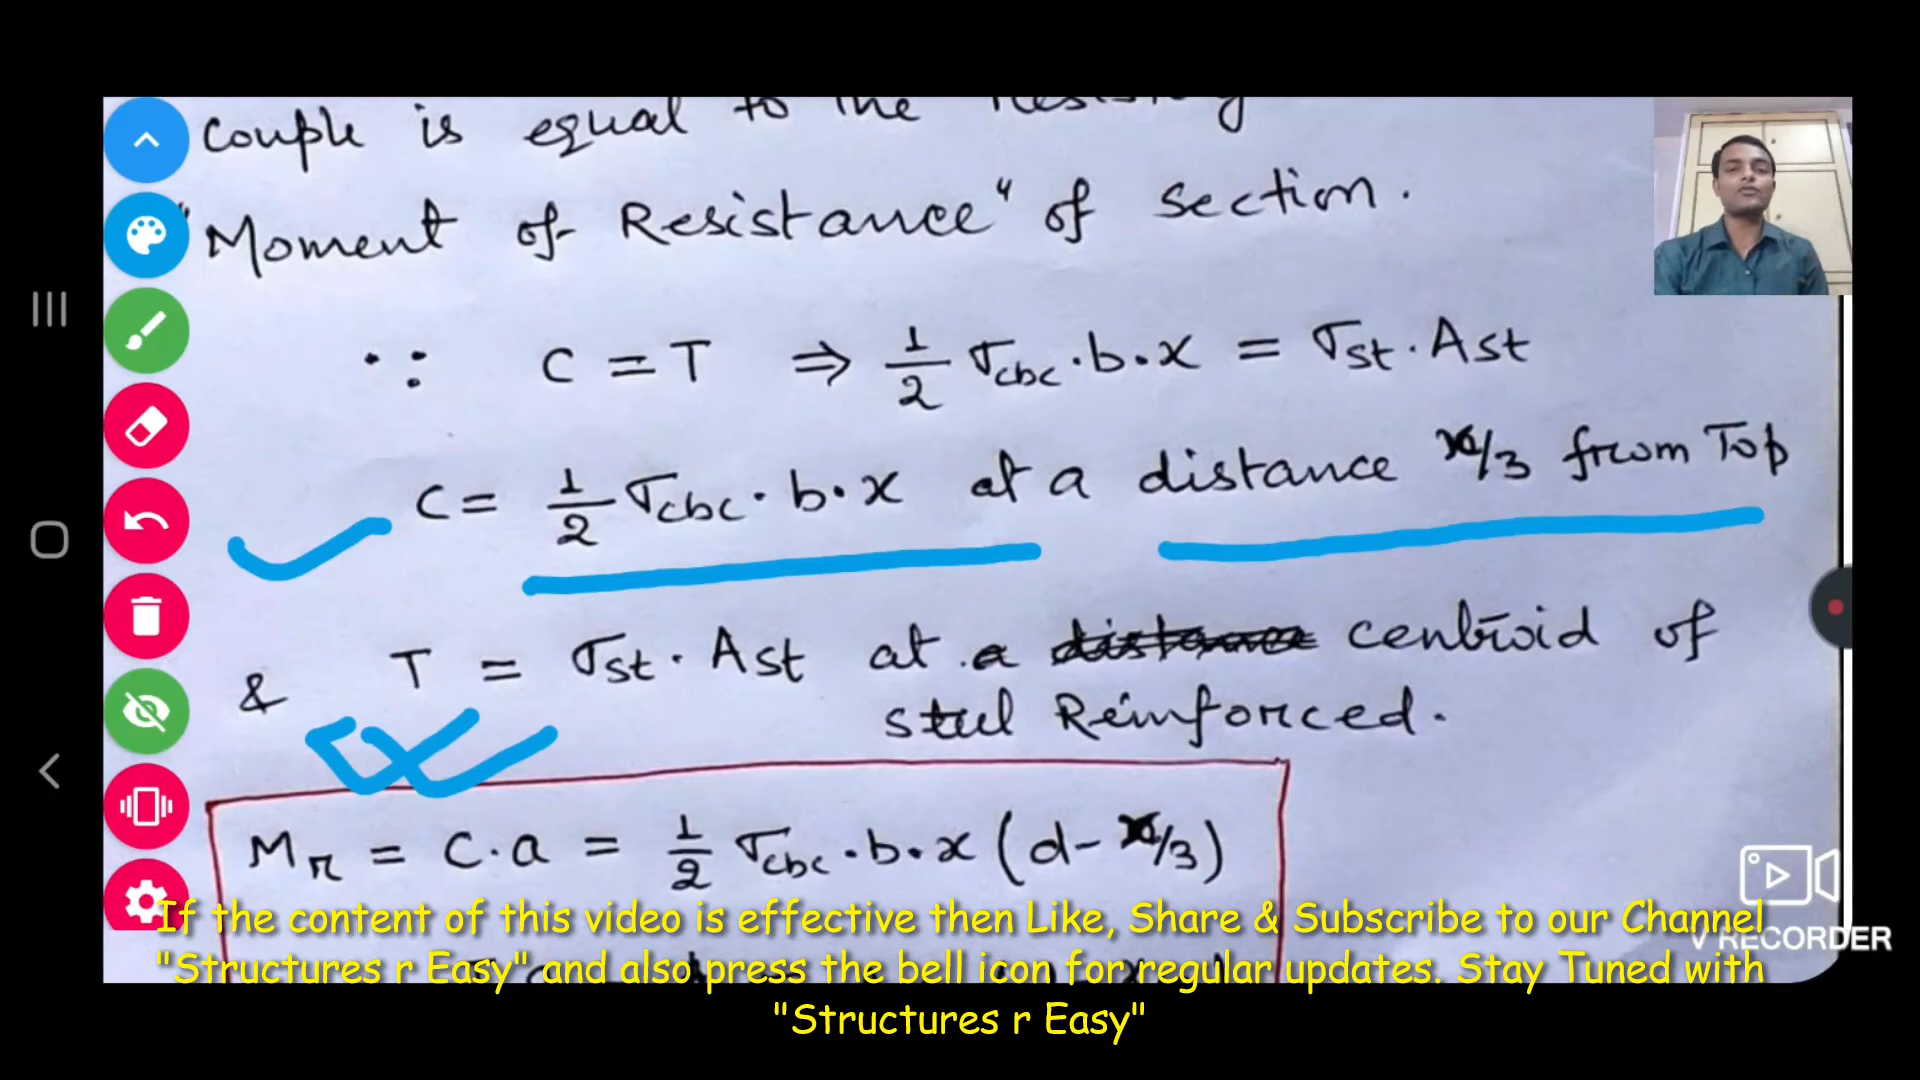 Couple is equal to the Resisting
"Moment of Resistance" of section.
∵ C = T ⇒ 1/2 σcbc · b · x = σst · Ast
C = 1/2 σcbc · b · x at a distance x/3 from Top
& T = σst · Ast at a centroid of
steel Reinforced.
Mr = C · a = 1/2 σcbc · b · x (d - x/3)
If the content of this video is effective then Like, Share & Subscribe to our Channel
V RECORDER
"Structures r Easy" and also press the bell icon for regular updates. Stay Tuned with
"Structures r Easy"